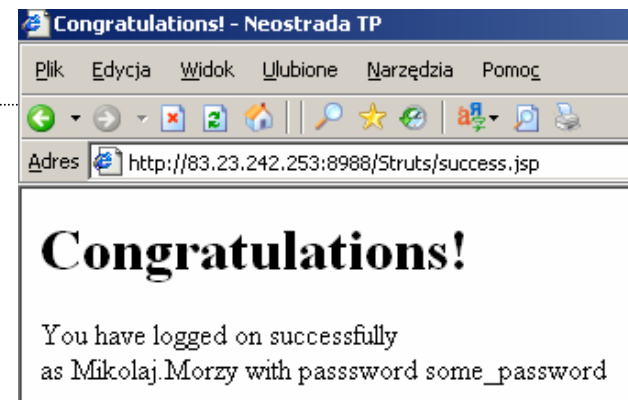 Congratulations! - Neostrada TP
Plik Edycja Widok Ulubione Narzędzia Pomoc
Adres http://83.23.242.253:8988/Struts/success.jsp
Congratulations!
You have logged on successfully
as Mikolaj.Morzy with passsword some_password